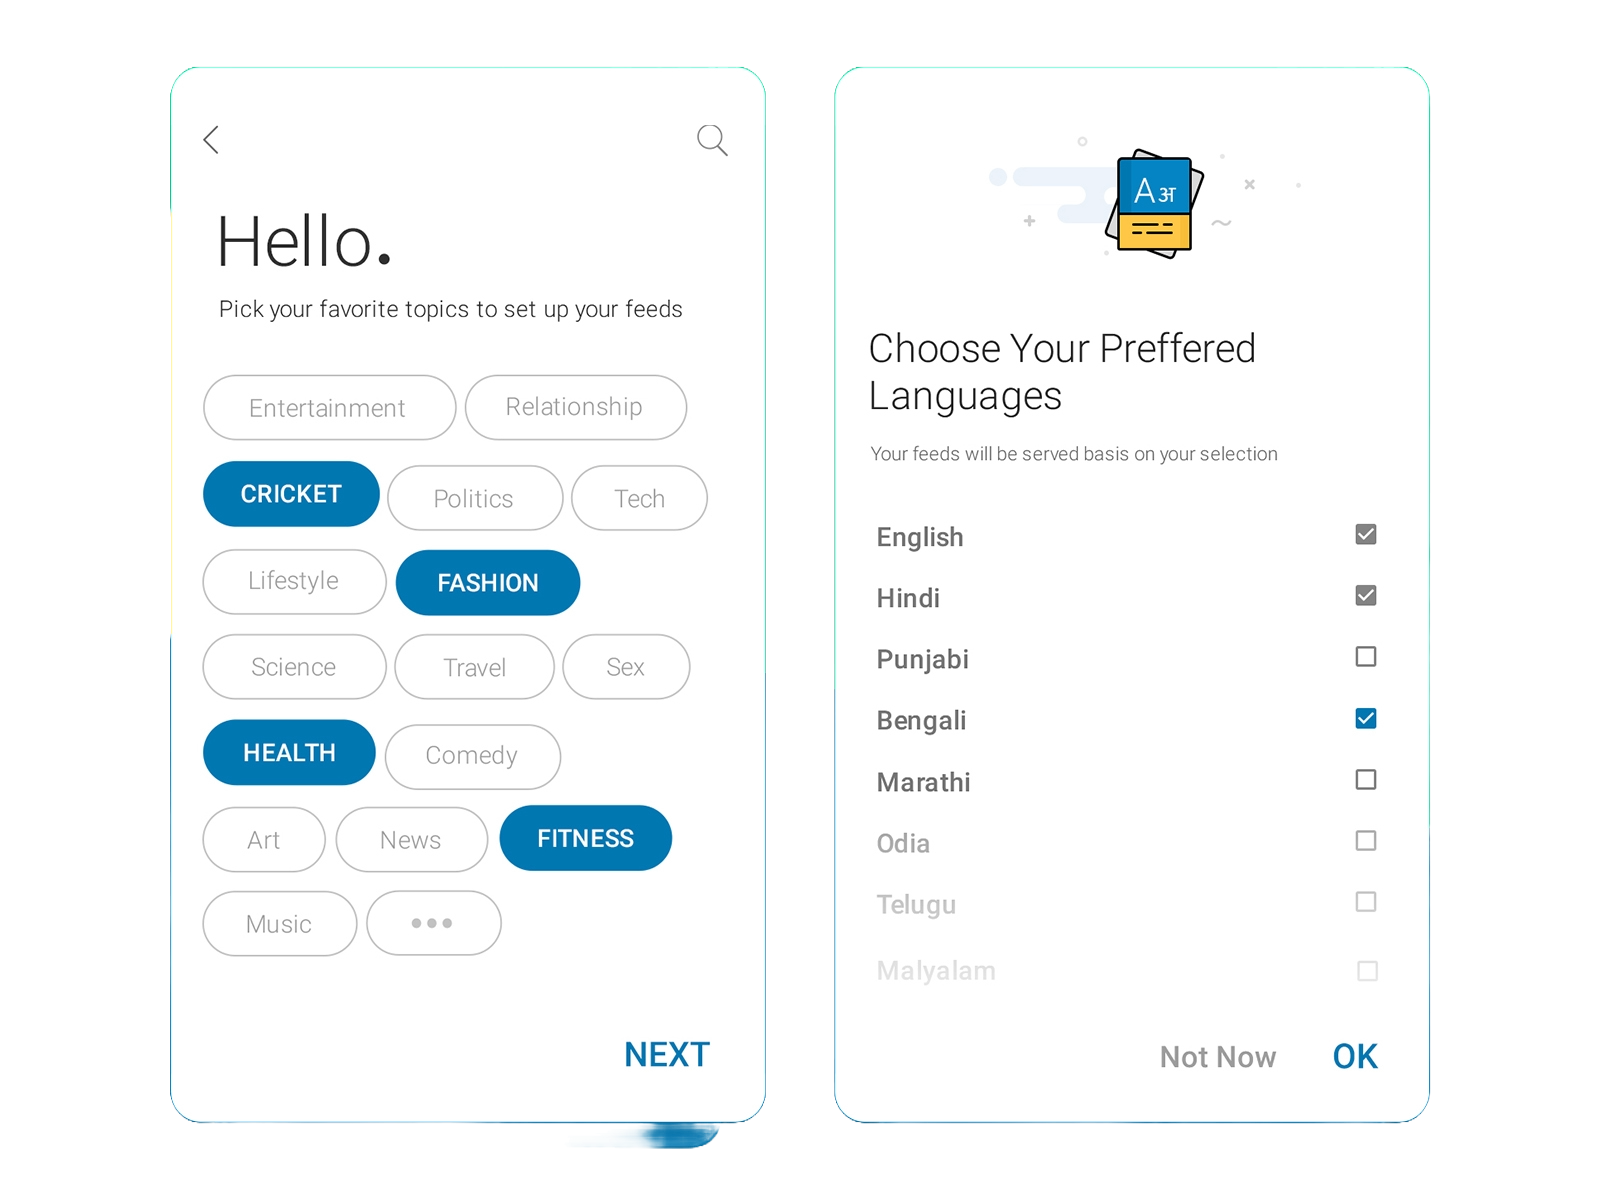 Hello.
Pick your favorite topics to set up your feeds
Entertainment Relationship
CRICKET Politics Tech
Lifestyle FASHION
Science Travel Sex
HEALTH Comedy
Art News FITNESS
Music •••
NEXT
A अ
Choose Your Preffered
Languages
Your feeds will be served basis on your selection
English
Hindi
Punjabi
Bengali
Marathi
Odia
Telugu
Malyalam
Not Now OK